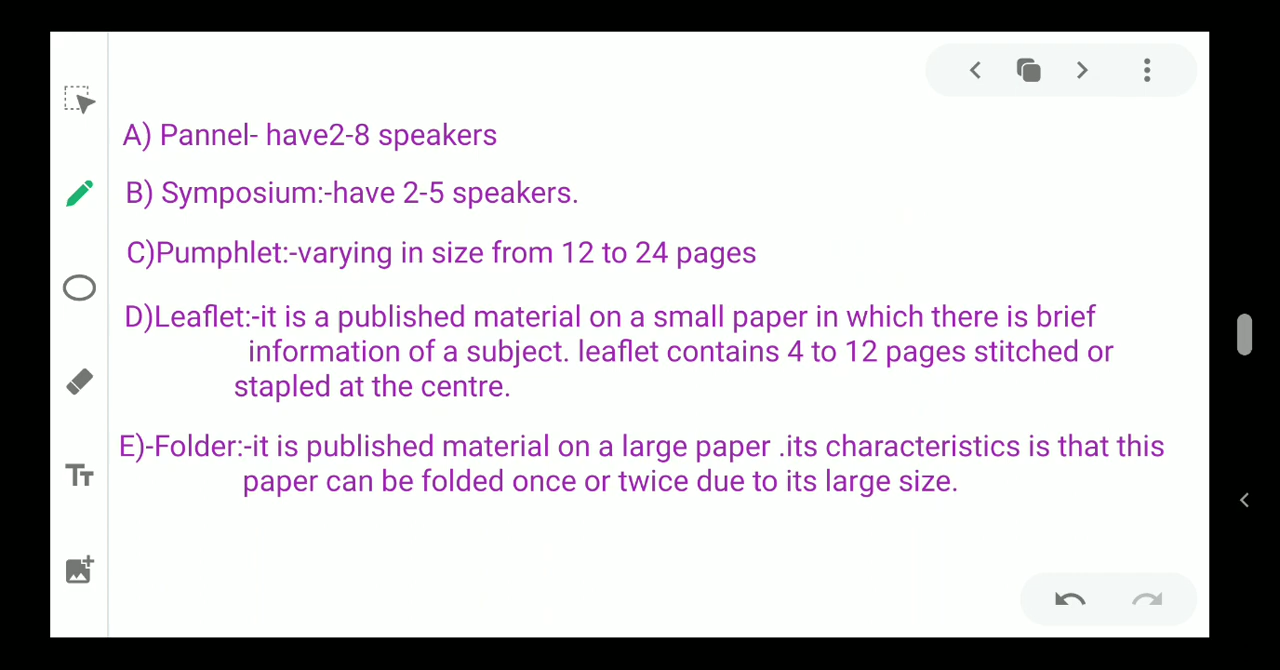 A) Pannel- have2-8 speakers
B) Symposium:-have 2-5 speakers.
C)Pumphlet:-varying in size from 12 to 24 pages
D)Leaflet:-it is a published material on a small paper in which there is brief
information of a subject. leaflet contains 4 to 12 pages stitched or
stapled at the centre.
E)-Folder:-it is published material on a large paper .its characteristics is that this
paper can be folded once or twice due to its large size.
Tт